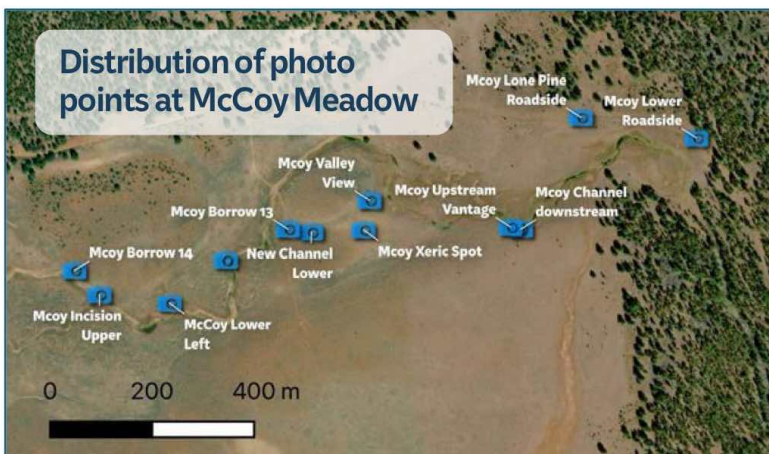 Distribution of photo
points at McCoy Meadow
Mcoy Lone Pine
Roadside
Mcoy Lower
Roadside
Mcoy Valley
View
Mcoy Upstream
Vantage
Mcoy Channel
downstream
Mcoy Borrow 13
New Channel
Lower
Mcoy Xeric Spot
Mcoy Borrow 14
Mcoy Incision
Upper
McCoy Lower
Left
0 200 400 m